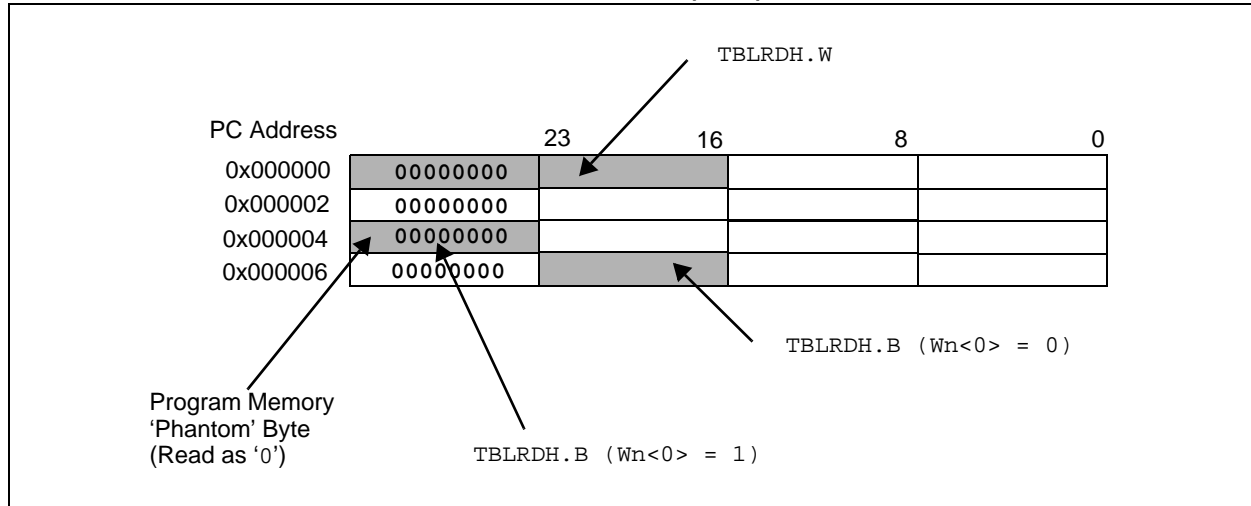 TBLRDH.W
PC Address
23 16 8 0
0x000000 00000000
0x000002 00000000
0x000004 00000000
0x000006 00000000
TBLRDH.B (Wn<0> = 0)
Program Memory
‘Phantom’ Byte
(Read as ‘0’)
TBLRDH.B (Wn<0> = 1)